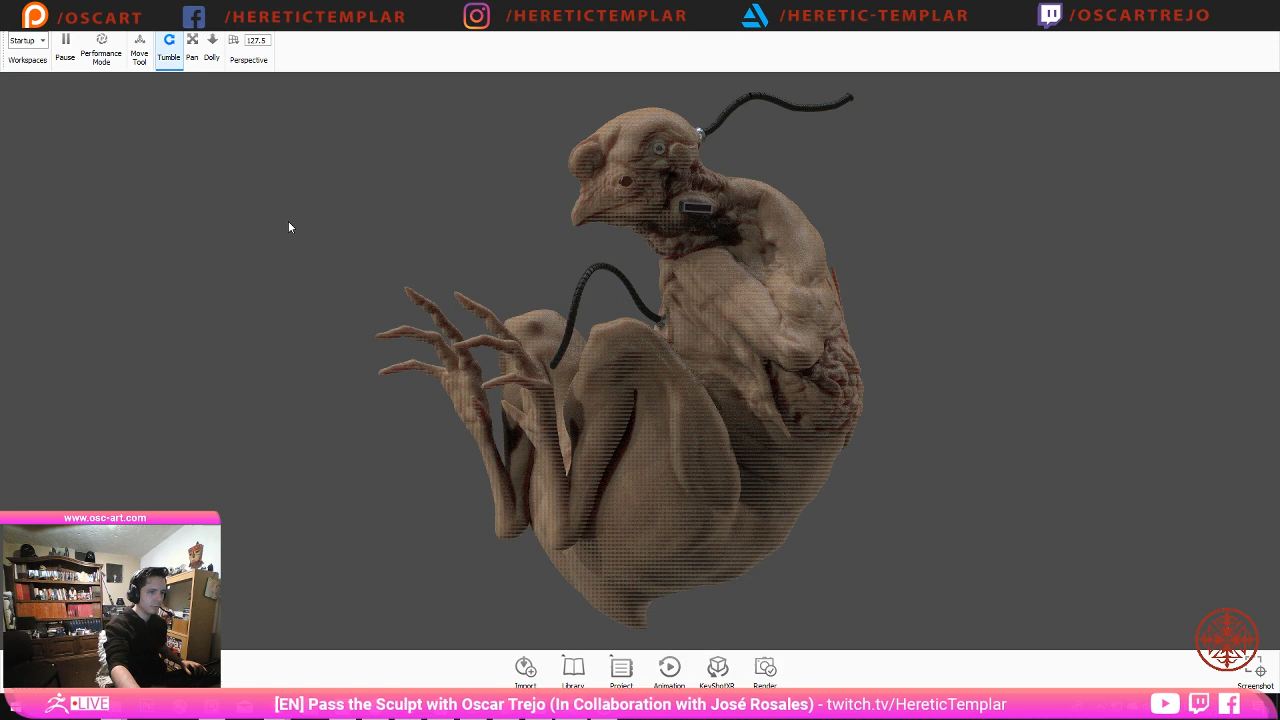 /OSCART
/HERETICTEMPLAR
/HERETICTEMPLAR
/HERETIC-TEMPLAR
/OSCARTREJO
Startup
Workspaces
Pause
Performance
Mode
Move
Tool
Tumble
Pan
Dolly
127.5
Perspective
www.osc-art.com
Import
Library
Project
Animation
KeyShotVR
Render
Screenshot
LIVE
[EN] Pass the Sculpt with Oscar Trejo (In Collaboration with José Rosales) - twitch.tv/HereticTemplar